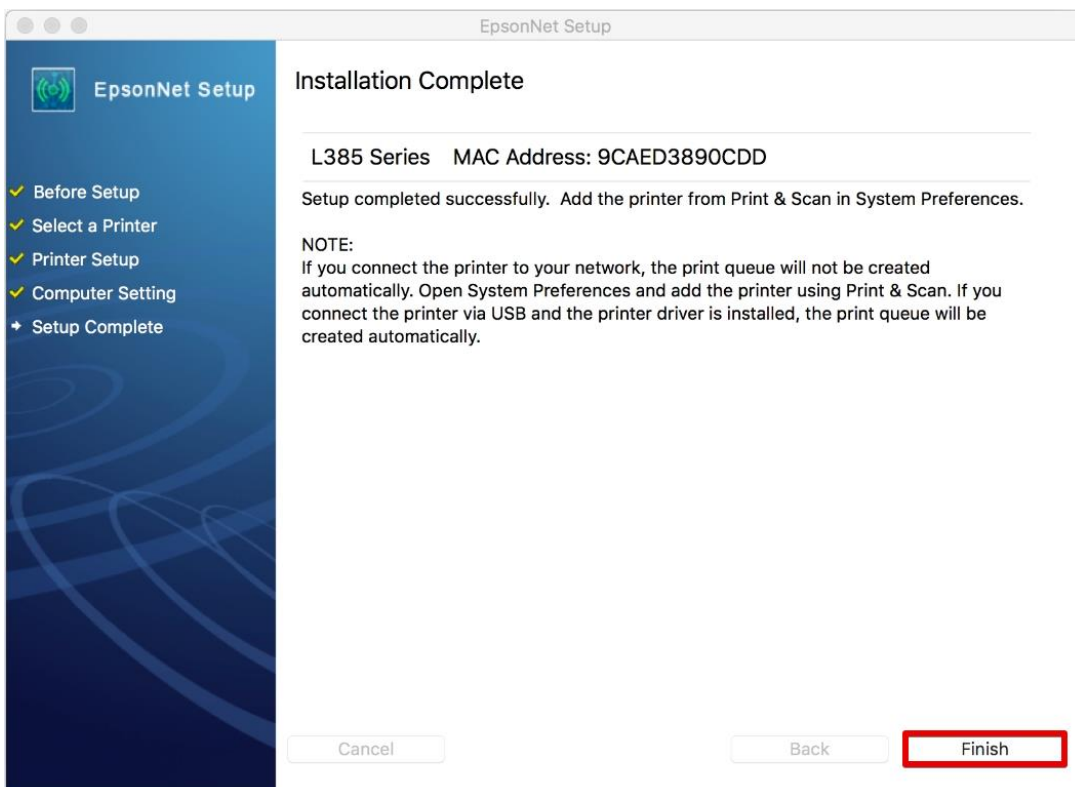 EpsonNet Setup
EpsonNet Setup
Before Setup
Select a Printer
Printer Setup
Computer Setting
Setup Complete
Installation Complete
L385 Series MAC Address: 9CAED3890CDD
Setup completed successfully. Add the printer from Print & Scan in System Preferences.
NOTE:
If you connect the printer to your network, the print queue will not be created
automatically. Open System Preferences and add the printer using Print & Scan. If you
connect the printer via USB and the printer driver is installed, the print queue will be
created automatically.
Cancel
Back
Finish